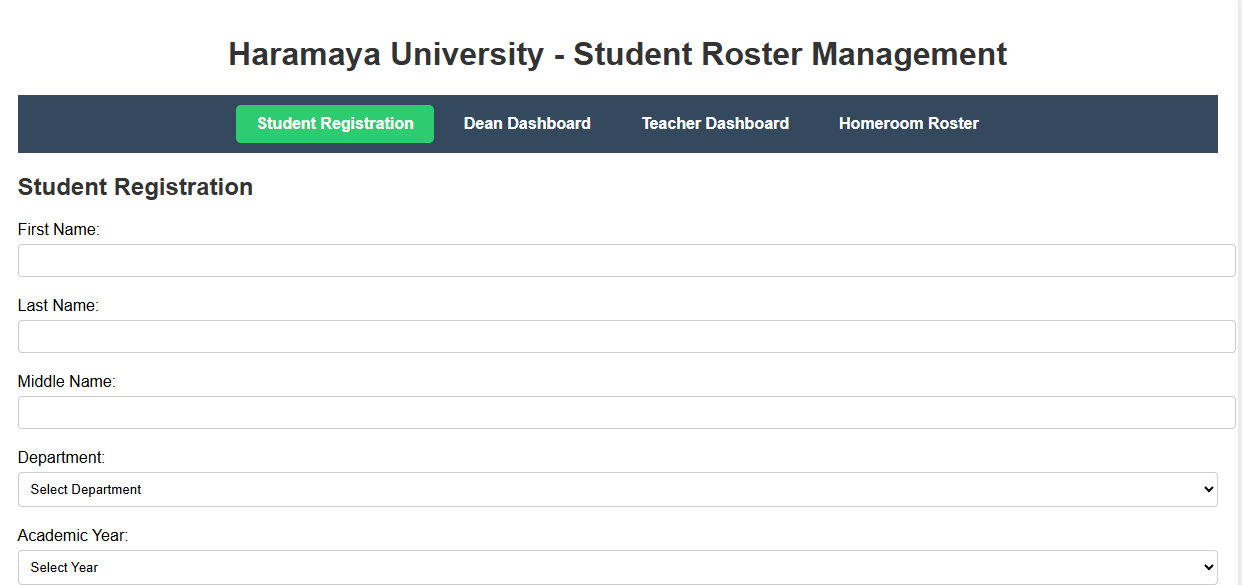 Haramaya University - Student Roster Management
Student Registration Dean Dashboard Teacher Dashboard Homeroom Roster
Student Registration
First Name:
Last Name:
Middle Name:
Department:
Select Department
Academic Year:
Select Year